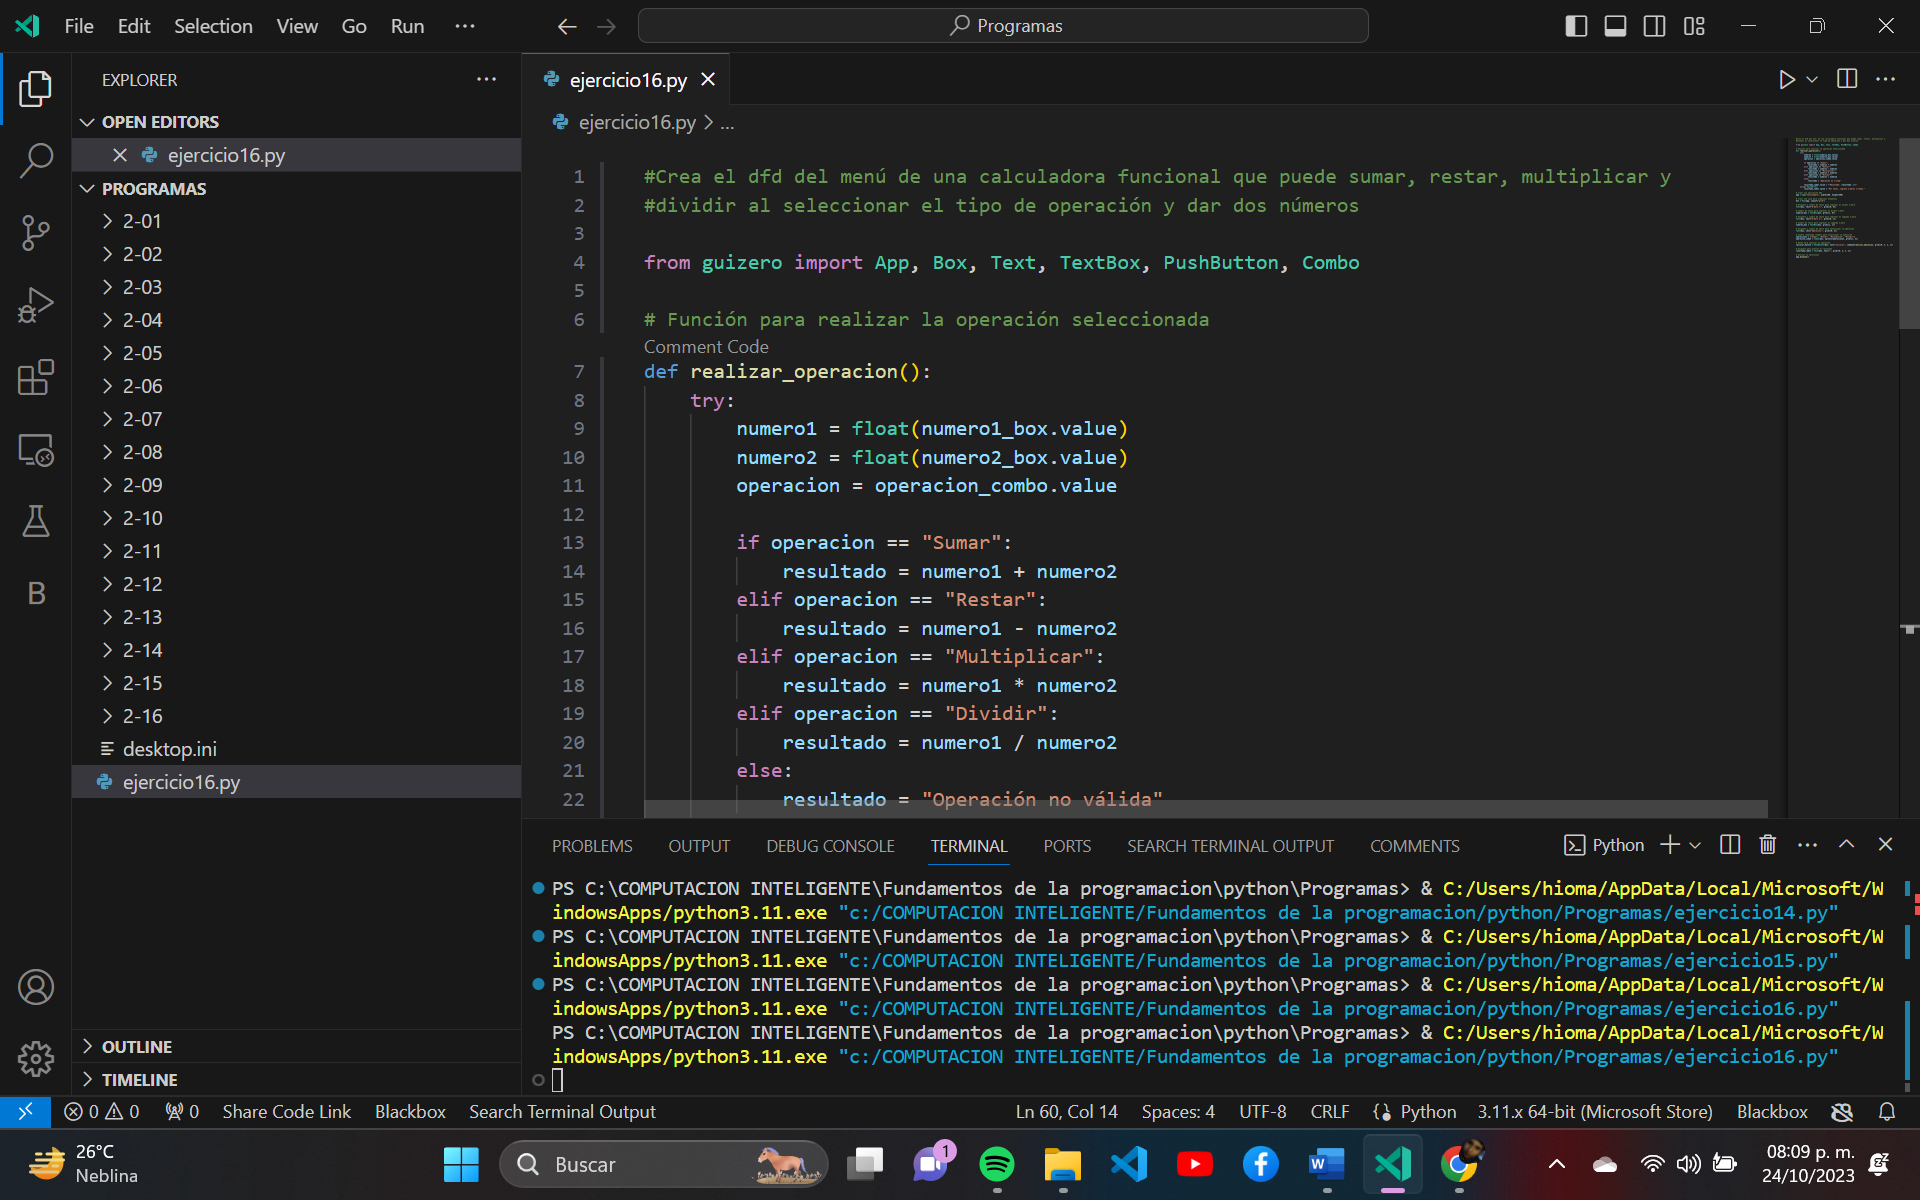 File Edit Selection View Go Run ···
Programas
EXPLORER
OPEN EDITORS
ejercicio16.py
PROGRAMAS
2-01
2-02
2-03
2-04
2-05
2-06
2-07
2-08
2-09
2-10
2-11
2-12
2-13
2-14
2-15
2-16
desktop.ini
ejercicio16.py
OUTLINE
TIMELINE
ejercicio16.py
ejercicio16.py > ...
1 #Crea el dfd del menú de una calculadora funcional que puede sumar, restar, multiplicar y
2 #dividir al seleccionar el tipo de operación y dar dos números
3
4 from guizero import App, Box, Text, TextBox, PushButton, Combo
5
6 # Función para realizar la operación seleccionada
Comment Code
7 def realizar_operacion():
8 try:
9 numero1 = float(numero1_box.value)
10 numero2 = float(numero2_box.value)
11 operacion = operacion_combo.value
12
13 if operacion == "Sumar":
14 resultado = numero1 + numero2
15 elif operacion == "Restar":
16 resultado = numero1 - numero2
17 elif operacion == "Multiplicar":
18 resultado = numero1 * numero2
19 elif operacion == "Dividir":
20 resultado = numero1 / numero2
21 else:
22 resultado = "Operación no válida"
PROBLEMS OUTPUT DEBUG CONSOLE TERMINAL PORTS SEARCH TERMINAL OUTPUT COMMENTS Python
PS C:\COMPUTACION INTELIGENTE\Fundamentos de la programacion\python\Programas> & C:/Users/hioma/AppData/Local/Microsoft/W
indowsApps/python3.11.exe "c:/COMPUTACION INTELIGENTE/Fundamentos de la programacion/python/Programas/ejercicio14.py"
PS C:\COMPUTACION INTELIGENTE\Fundamentos de la programacion\python\Programas> & C:/Users/hioma/AppData/Local/Microsoft/W
indowsApps/python3.11.exe "c:/COMPUTACION INTELIGENTE/Fundamentos de la programacion/python/Programas/ejercicio15.py"
PS C:\COMPUTACION INTELIGENTE\Fundamentos de la programacion\python\Programas> & C:/Users/hioma/AppData/Local/Microsoft/W
indowsApps/python3.11.exe "c:/COMPUTACION INTELIGENTE/Fundamentos de la programacion/python/Programas/ejercicio16.py"
PS C:\COMPUTACION INTELIGENTE\Fundamentos de la programacion\python\Programas> & C:/Users/hioma/AppData/Local/Microsoft/W
indowsApps/python3.11.exe "c:/COMPUTACION INTELIGENTE/Fundamentos de la programacion/python/Programas/ejercicio16.py"
0 0 0 Share Code Link Blackbox Search Terminal Output Ln 60, Col 14 Spaces: 4 UTF-8 CRLF Python 3.11.x 64-bit (Microsoft Store) Blackbox
26°C
Neblina
Buscar
1
08:09 p. m.
24/10/2023